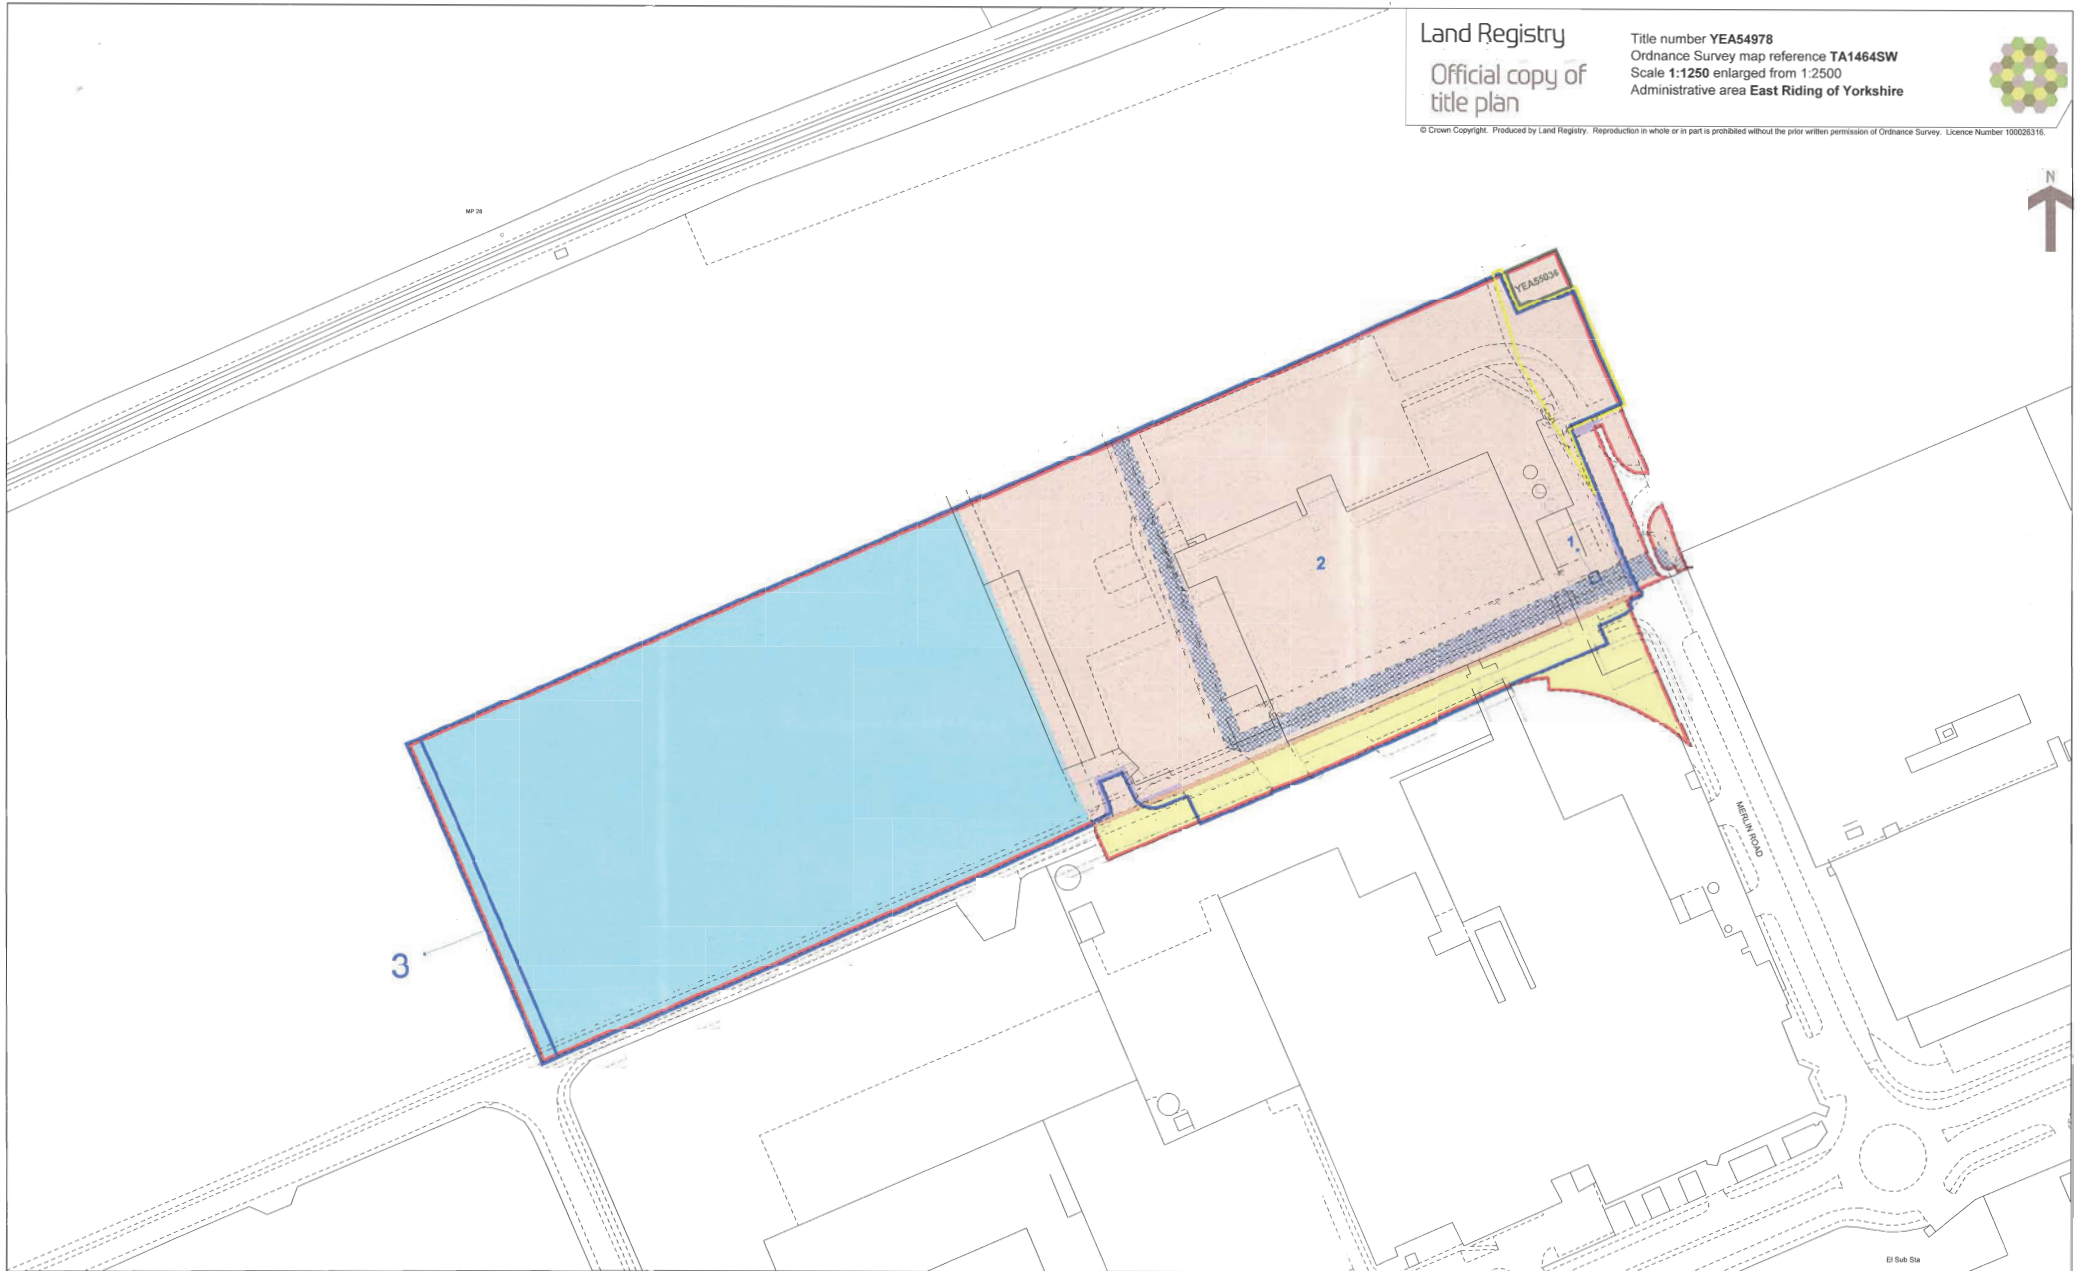 Land Registry
Official copy of
title plan
Title number YEA54978
Ordnance Survey map reference TA1464SW
Scale 1:1250 enlarged from 1:2500
Administrative area East Riding of Yorkshire
© Crown Copyright. Produced by Land Registry. Reproduction in whole or in part is prohibited without the prior written permission of Ordnance Survey. Licence Number 100026316.
N
MP 28
YEA55036
1
2
3
MERLIN ROAD
El Sub Sta